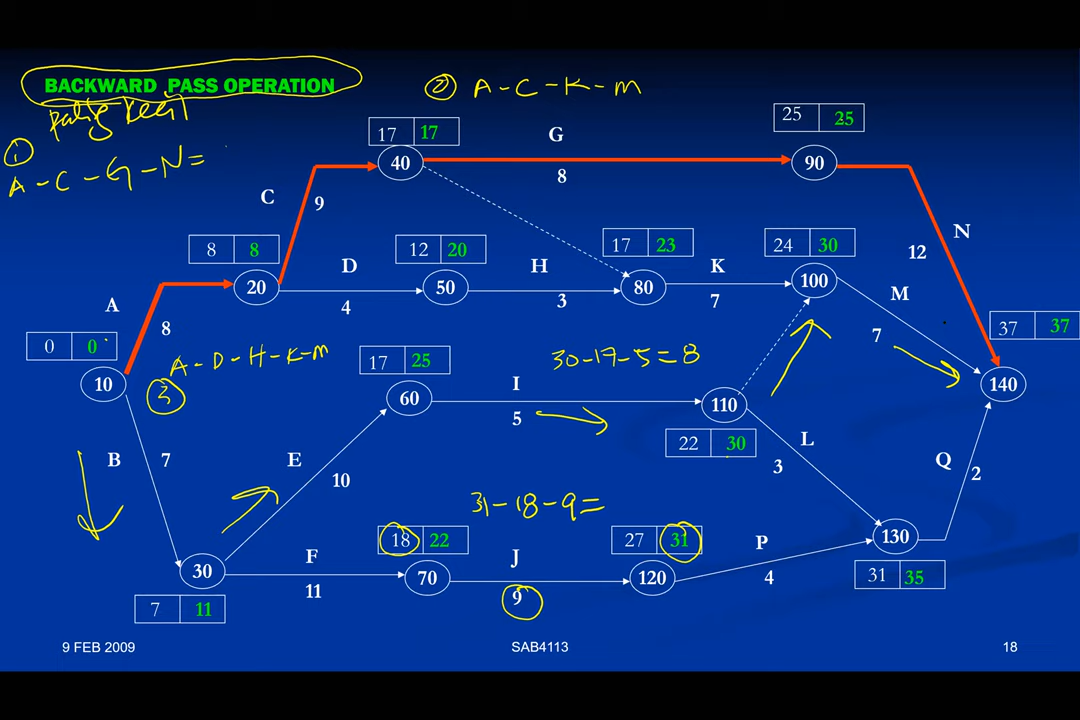 BACKWARD PASS OPERATION
② A - C - K - M
①
A - C - G - N =
17 17
40
G
8
25 25
90
C
9
N
12
8 8
20
D
4
12 20
50
H
3
17 23
80
K
7
24 30
100
M
7
A
8
0 0
10
37 37
140
③ A - D - H - K - M
17 25
60
30-17-5=8
I
5
110
22 30
B
7
E
10
L
3
Q
2
31-18-9=
30
7 11
F
11
18 22
70
J
9
27 31
120
P
4
130
31 35
9 FEB 2009
SAB4113
18